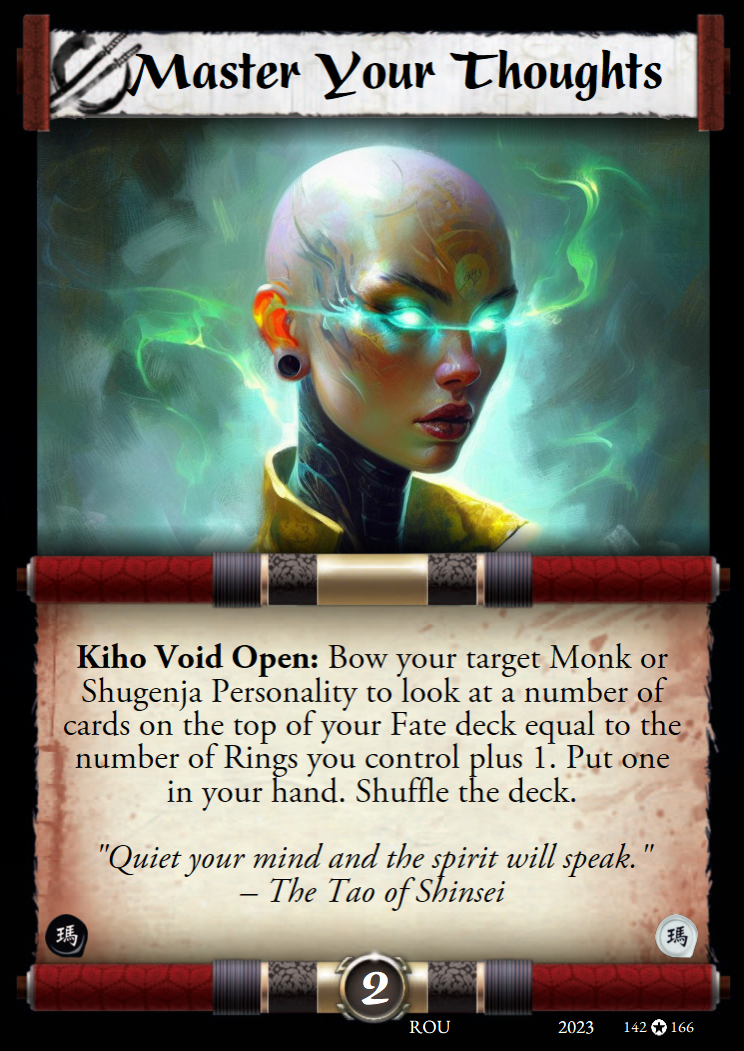 Master Your Thoughts
Kiho Void Open: Bow your target Monk or
Shugenja Personality to look at a number of
cards on the top of your Fate deck equal to the
number of Rings you control plus 1. Put one
in your hand. Shuffle the deck.
"Quiet your mind and the spirit will speak."
– The Tao of Shinsei
瑪
瑪
2
ROU 2023 142 ✪ 166